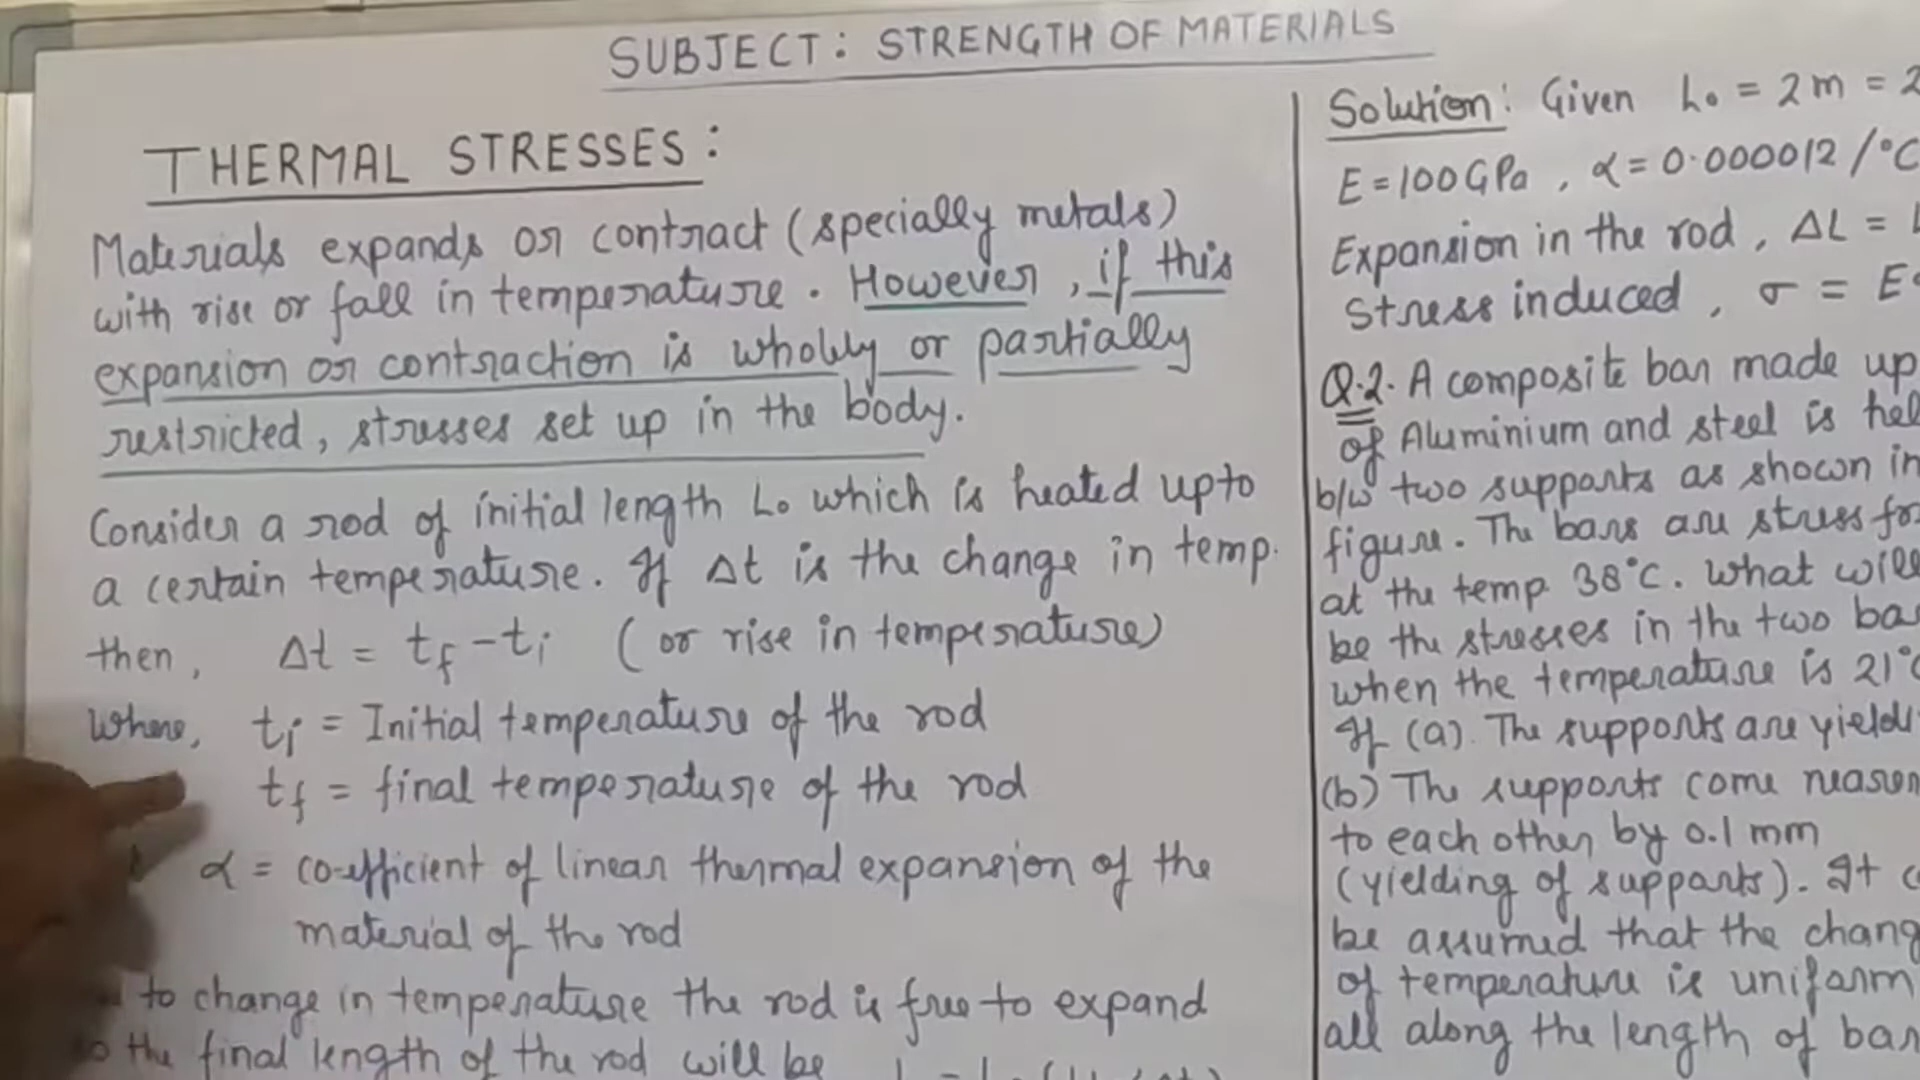 SUBJECT: STRENGTH OF MATERIALS
THERMAL STRESSES:
Materials expands or contract (specially metals)
with rise or fall in temperature. However, if this
expansion or contraction is wholly or partially
restricted, stresses set up in the body.
Consider a rod of initial length L₀ which is heated upto
a certain temperature. If Δt is the change in temp.
then, Δt = tf - ti (or rise in temperature)
where, ti = Initial temperature of the rod
tf = final temperature of the rod
α = co-efficient of linear thermal expansion of the
material of the rod
to change in temperature the rod is free to expand
the final length of the rod will be
Solution: Given L₀ = 2m = 2
E = 100 GPa, α = 0.000012 /°C
Expansion in the rod, ΔL = L
Stress induced, σ = E
Q.2. A composite bar made up
of Aluminium and steel is hel
b/w two supports as shown in
figure. The bars are stress
at the temp 38°C. What will
be the stresses in the two ba
when the temperature is 21°C
If (a). The supports are yieldi
(b) The supports come nearer
to each other by 0.1 mm
(yielding of supports). It c
be assumed that the chang
of temperature is uniform
all along the length of bar